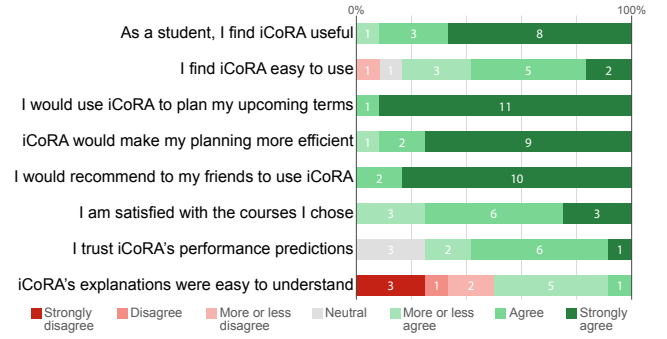 0% 100%
As a student, I find iCoRA useful 1 3 8
I find iCoRA easy to use 1 1 3 5 2
I would use iCoRA to plan my upcoming terms 1 11
iCoRA would make my planning more efficient 1 2 9
I would recommend to my friends to use iCoRA 2 10
I am satisfied with the courses I chose 3 6 3
I trust iCoRA's performance predictions 3 2 6 1
iCoRA's explanations were easy to understand 3 1 2 5 1
Strongly disagree Disagree More or less disagree Neutral More or less agree Agree Strongly agree